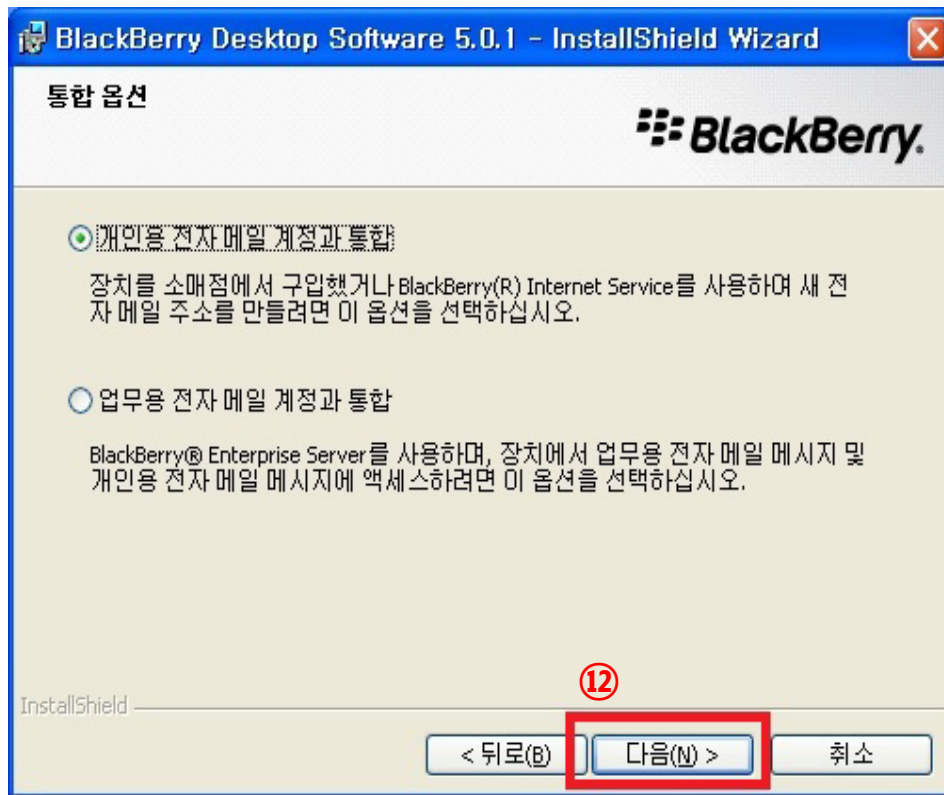 BlackBerry Desktop Software 5.0.1 - InstallShield Wizard
통합 옵션
BlackBerry.
개인용 전자 메일 계정과 통합
장치를 소매점에서 구입했거나 BlackBerry(R) Internet Service를 사용하며 새 전
자 메일 주소를 만들려면 이 옵션을 선택하십시오.
업무용 전자 메일 계정과 통합
BlackBerry® Enterprise Server를 사용하며, 장치에서 업무용 전자 메일 메시지 및
개인용 전자 메일 메시지에 액세스하려면 이 옵션을 선택하십시오.
⑫
InstallShield
< 뒤로(B) 다음(N) > 취소